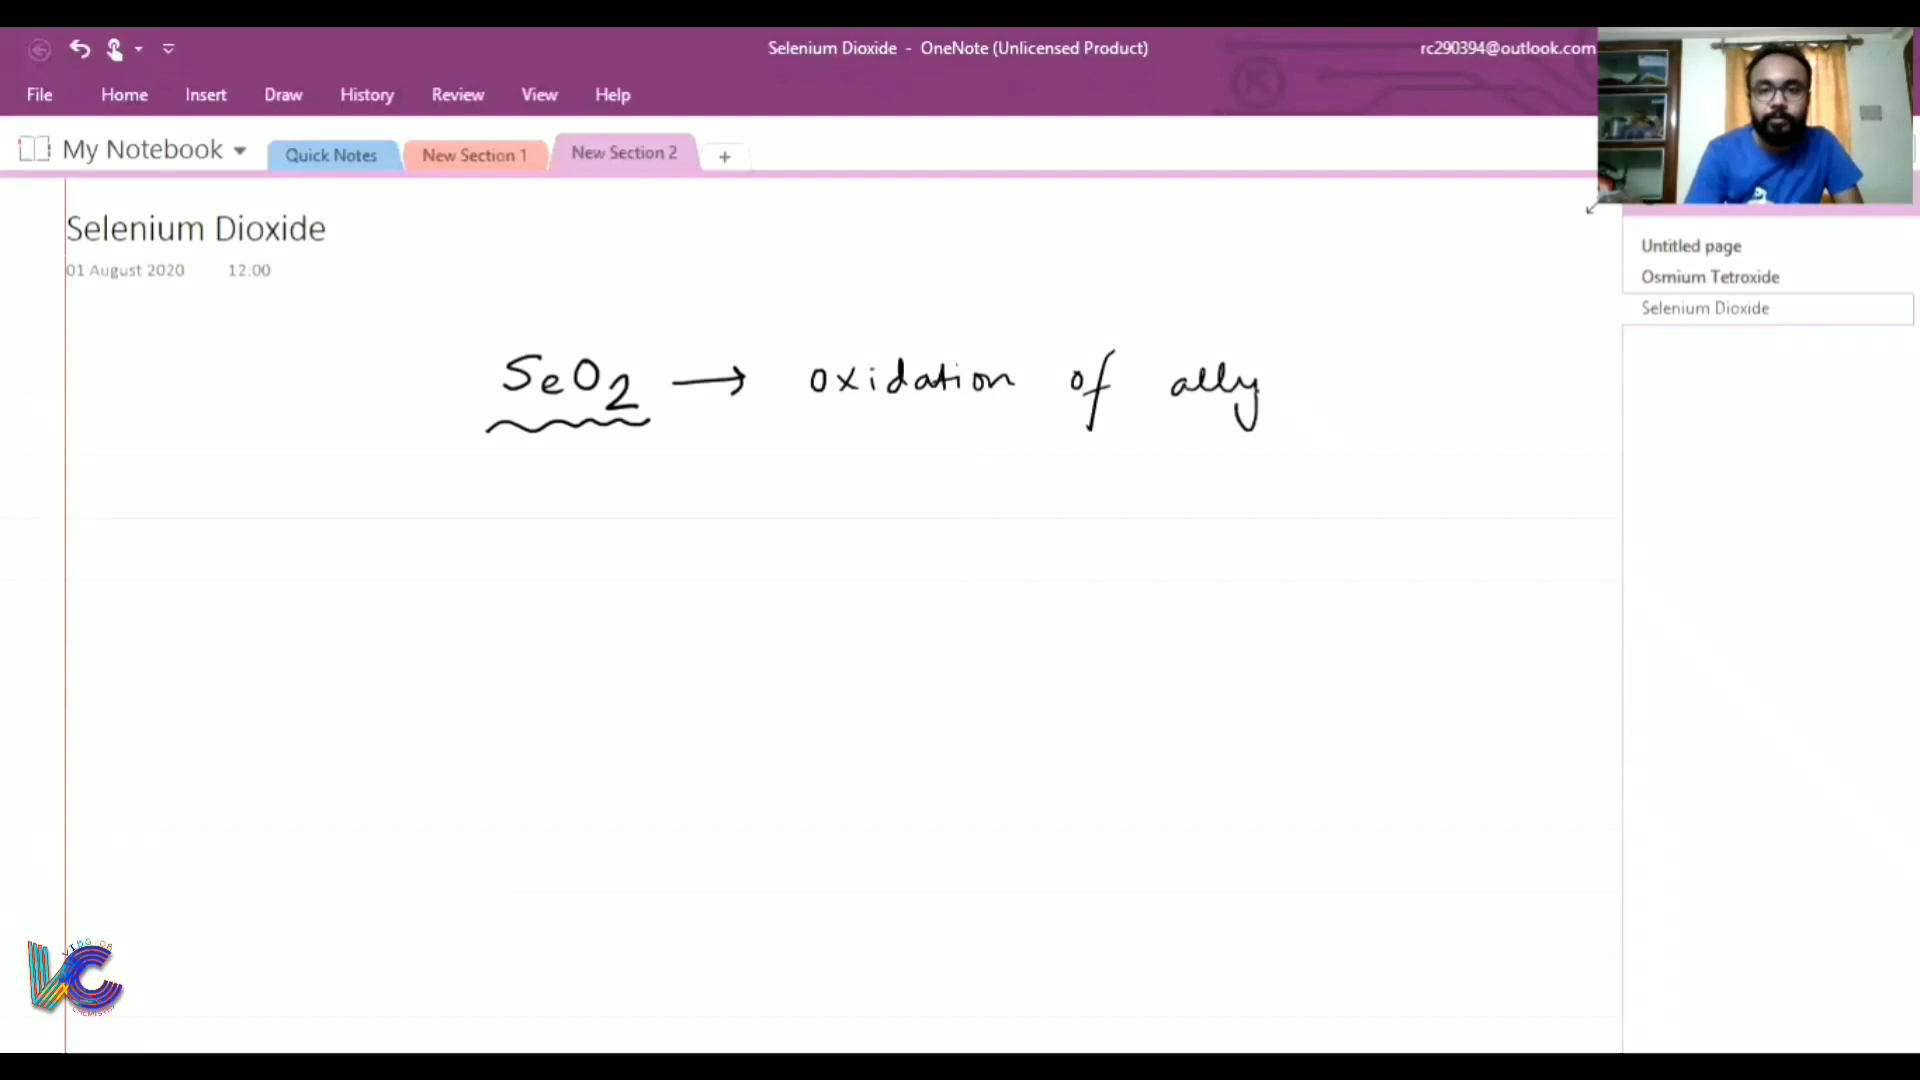 Selenium Dioxide - OneNote (Unlicensed Product)
rc290394@outlook.com
File Home Insert Draw History Review View Help
My Notebook
Quick Notes
New Section 1
New Section 2
+
Selenium Dioxide
01 August 2020 12:00
Untitled page
Osmium Tetroxide
Selenium Dioxide
SeO2 → oxidation of ally
VC